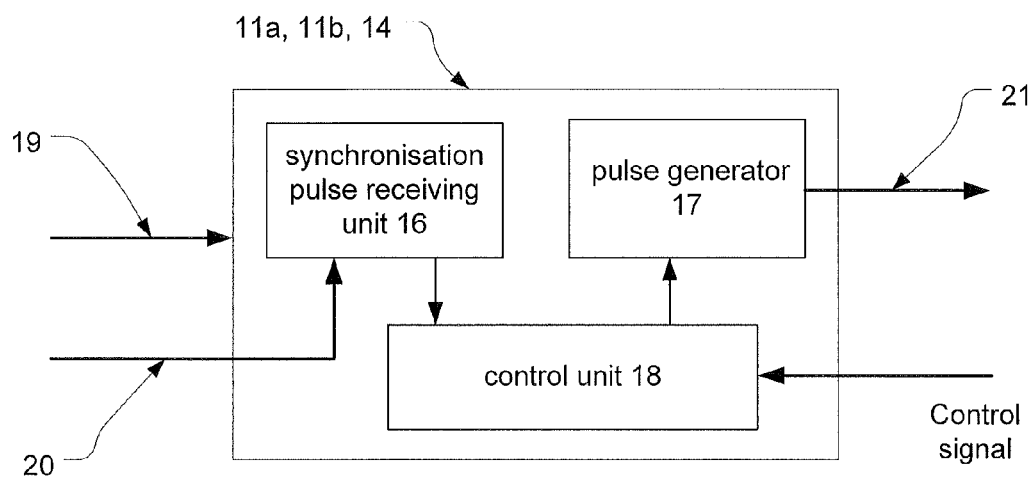 11a, 11b, 14
21
19
synchronisation
pulse receiving
unit 16
pulse generator
17
control unit 18
Control
signal
20